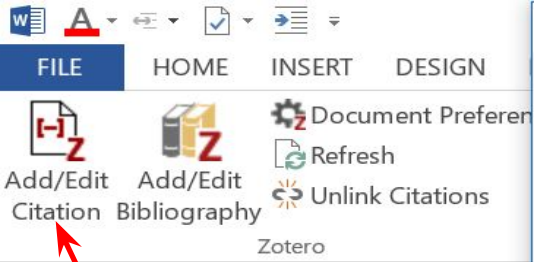 FILE HOME INSERT DESIGN
Add/Edit Citation
Add/Edit Bibliography
Document Preferen
Refresh
Unlink Citations
Zotero